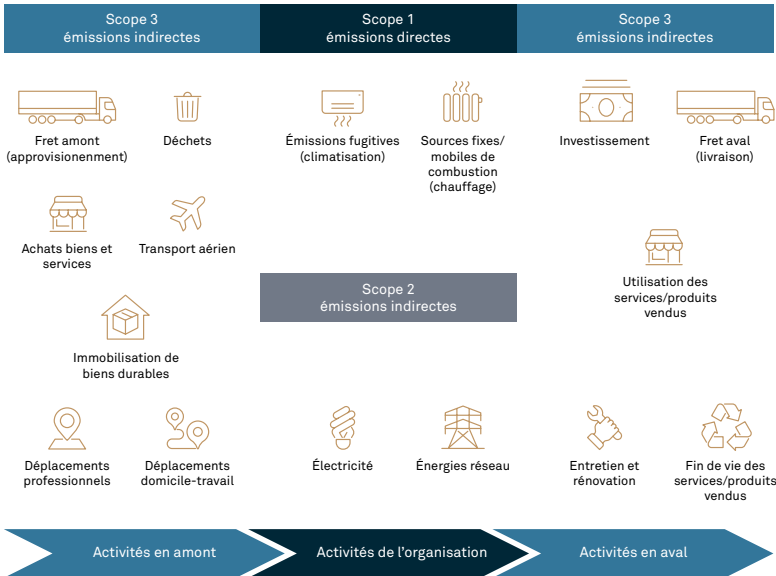 Scope 3
émissions indirectes
Scope 1
émissions directes
Scope 3
émissions indirectes
Fret amont
(approvisionenment)
Déchets
Émissions fugitives
(climatisation)
Sources fixes/
mobiles de
combustion
(chauffage)
Investissement
Fret aval
(livraison)
Achats biens et
services
Transport aérien
Utilisation des
services/produits
vendus
Scope 2
émissions indirectes
Immobilisation de
biens durables
Déplacements
professionnels
Déplacements
domicile-travail
Électricité
Énergies réseau
Entretien et
rénovation
Fin de vie des
services/produits
vendus
Activités en amont
Activités de l'organisation
Activités en aval